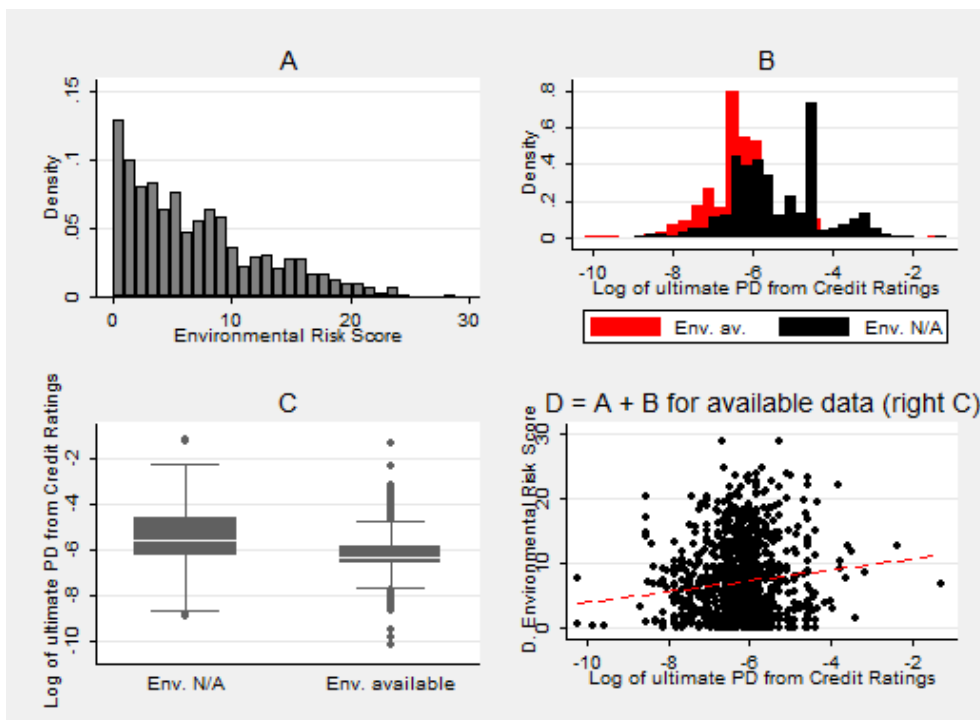 A
.15
.1
.05
0
Density
0 10 20 30
Environmental Risk Score
B
.8
.6
.4
.2
0
Density
-10 -8 -6 -4 -2
Log of ultimate PD from Credit Ratings
Env. av. Env. N/A
C
-2
-4
-6
-8
-10
Log of ultimate PD from Credit Ratings
Env. N/A Env. available
D = A + B for available data (right C)
30
20
10
0
D. Environmental Risk Score
-10 -8 -6 -4 -2
Log of ultimate PD from Credit Ratings